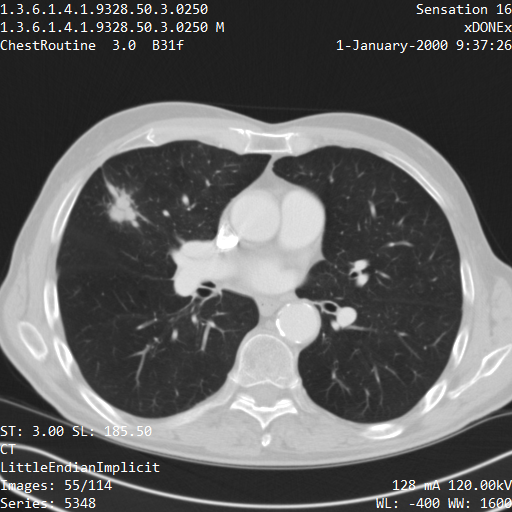 1.3.6.1.4.1.9328.50.3.0250
Sensation 16
1.3.6.1.4.1.9328.50.3.0250 M
xDONEx
ChestRoutine 3.0 B31f
1-January-2000 9:37:26
ST: 3.00 SL: 185.50
CT
LittleEndianImplicit
Images: 55/114
128 mA 120.00kV
Series: 5348
WL: -400 WW: 1600